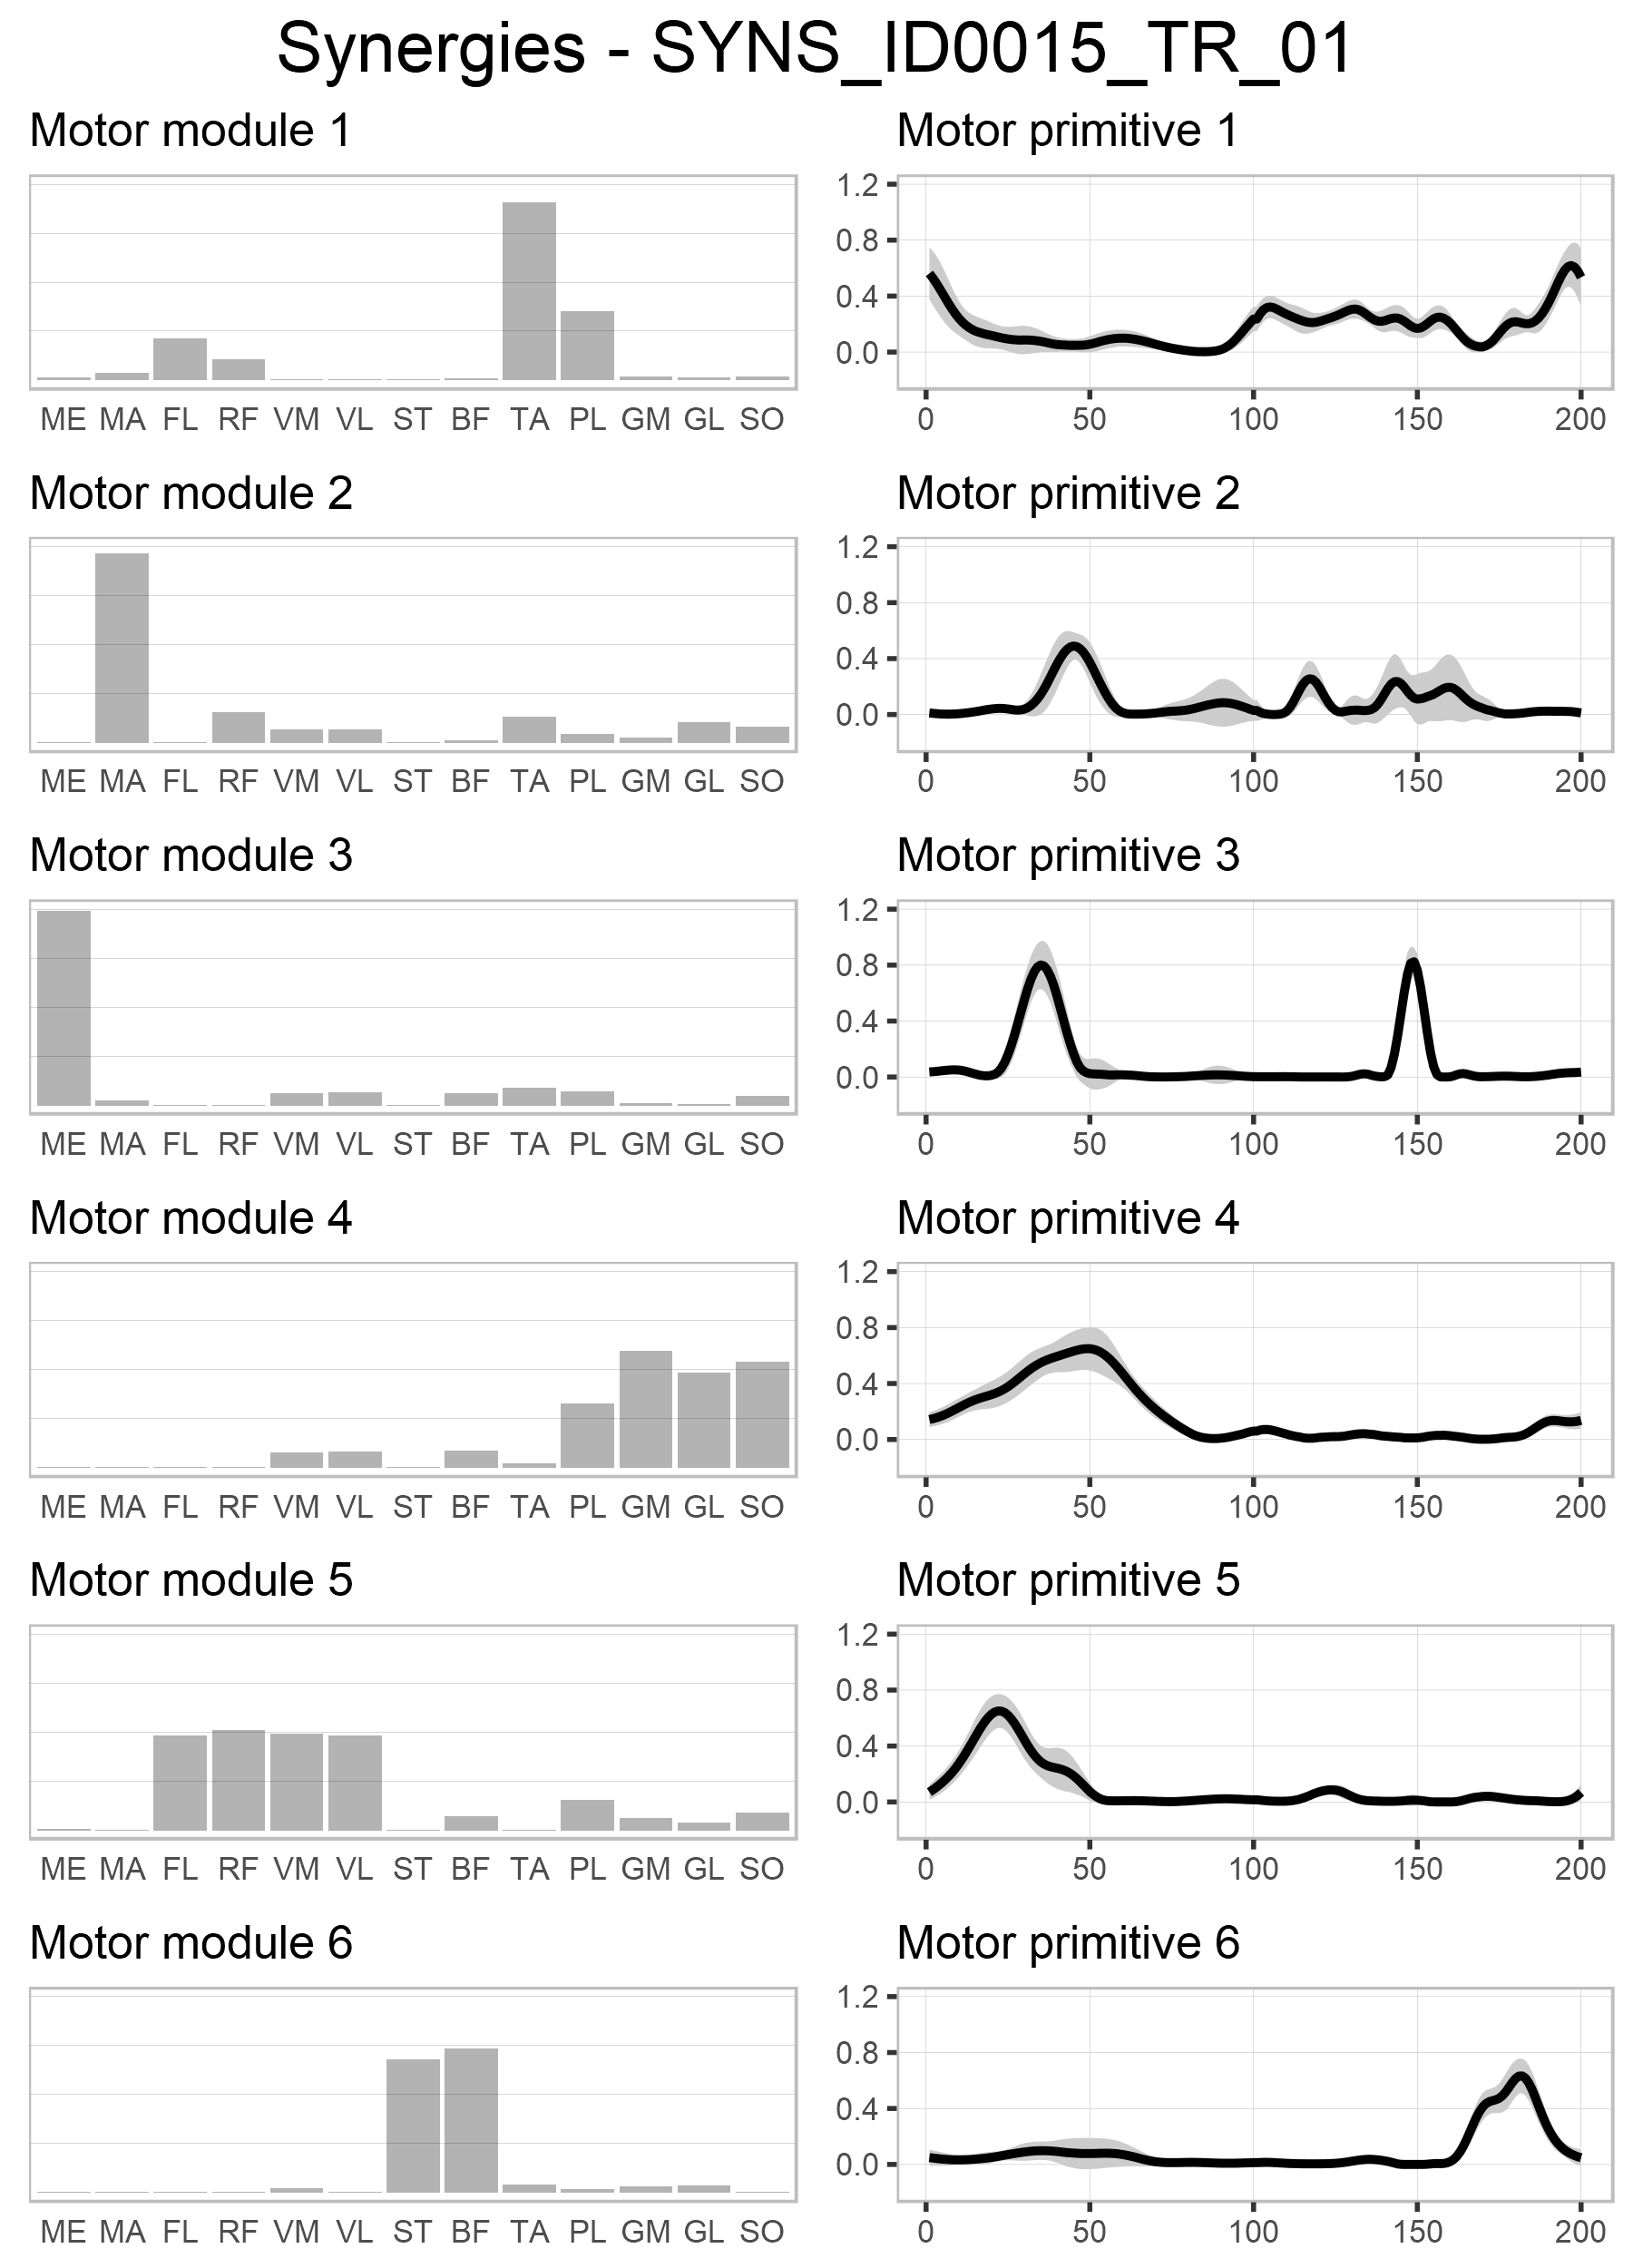 Synergies - SYNS_ID0015_TR_01
Motor module 1
Motor primitive 1
1.2
0.8
0.4
0.0
ME MA FL RF VM VL ST BF TA PL GM GL SO
0 50 100 150 200
Motor module 2
Motor primitive 2
1.2
0.8
0.4
0.0
ME MA FL RF VM VL ST BF TA PL GM GL SO
0 50 100 150 200
Motor module 3
Motor primitive 3
1.2
0.8
0.4
0.0
ME MA FL RF VM VL ST BF TA PL GM GL SO
0 50 100 150 200
Motor module 4
Motor primitive 4
1.2
0.8
0.4
0.0
ME MA FL RF VM VL ST BF TA PL GM GL SO
0 50 100 150 200
Motor module 5
Motor primitive 5
1.2
0.8
0.4
0.0
ME MA FL RF VM VL ST BF TA PL GM GL SO
0 50 100 150 200
Motor module 6
Motor primitive 6
1.2
0.8
0.4
0.0
ME MA FL RF VM VL ST BF TA PL GM GL SO
0 50 100 150 200